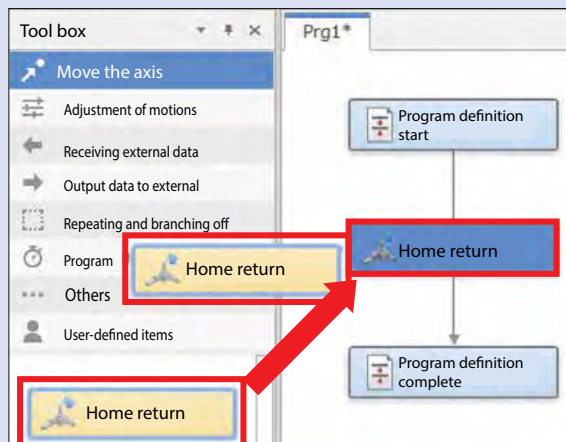 Tool box
Prg1*
Move the axis
Adjustment of motions
Receiving external data
Output data to external
Repeating and branching off
Program
Others
User-defined items
Home return
Home return
Program definition
start
Home return
Program definition
complete